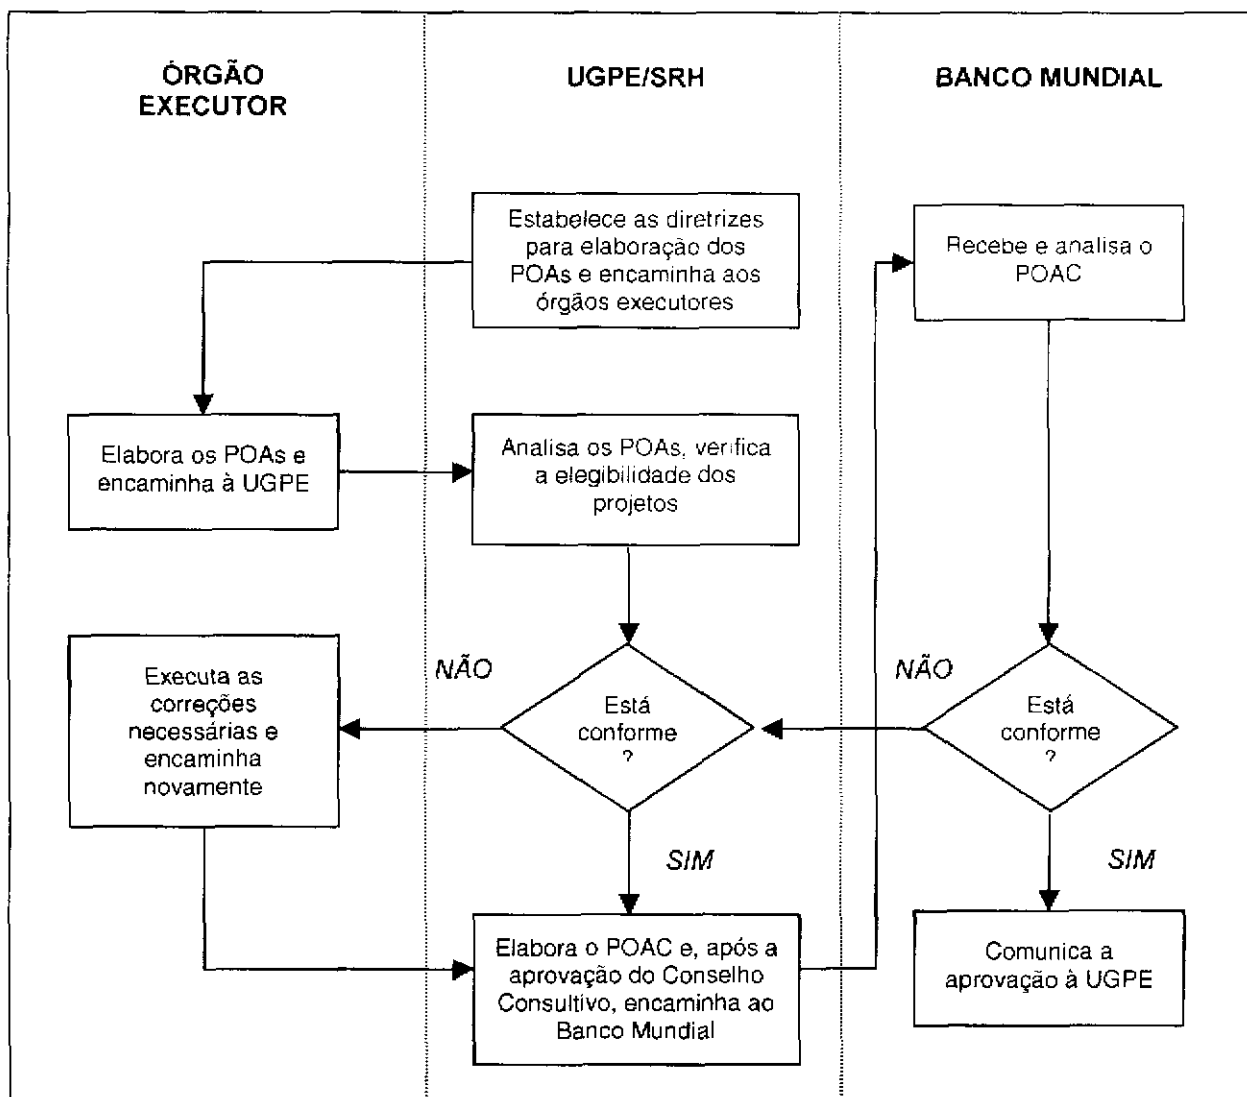 ÓRGÃO
EXECUTOR
UGPE/SRH
BANCO MUNDIAL
Estabelece as diretrizes
para elaboração dos
POAs e encaminha aos
órgãos executores
Recebe e analisa o
POAC
Elabora os POAs e
encaminha à UGPE
Analisa os POAs, verifica
a elegibilidade dos
projetos
Executa as
correções
necessárias e
encaminha
novamente
NÃO
Está
conforme
?
NÃO
Está
conforme
?
SIM
SIM
Elabora o POAC e, após a
aprovação do Conselho
Consultivo, encaminha ao
Banco Mundial
Comunica a
aprovação à UGPE